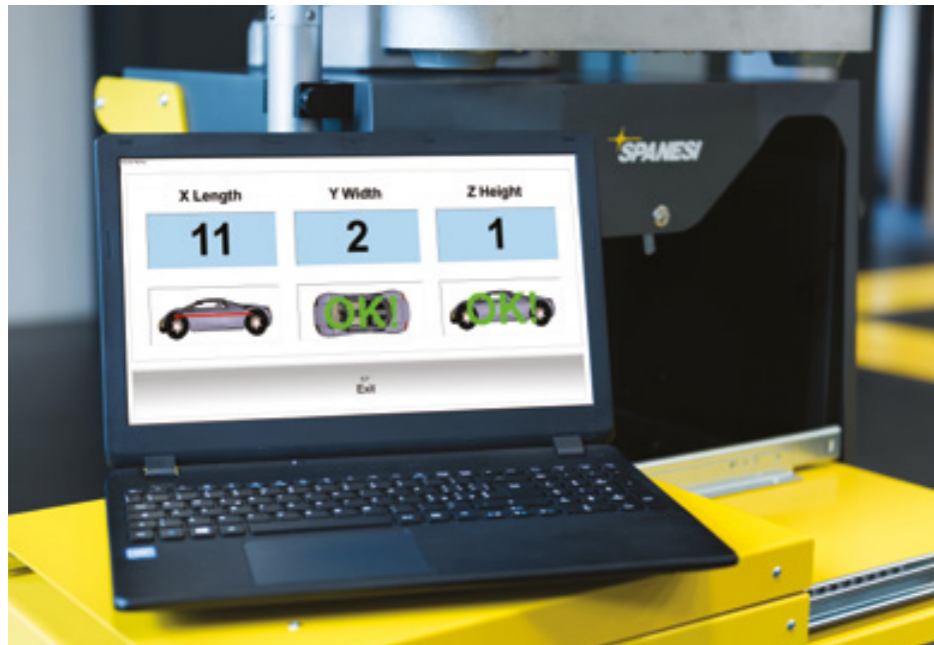 SPANESI
X Length
Y Width
Z Height
11
2
1
OK!
OK!
Exit